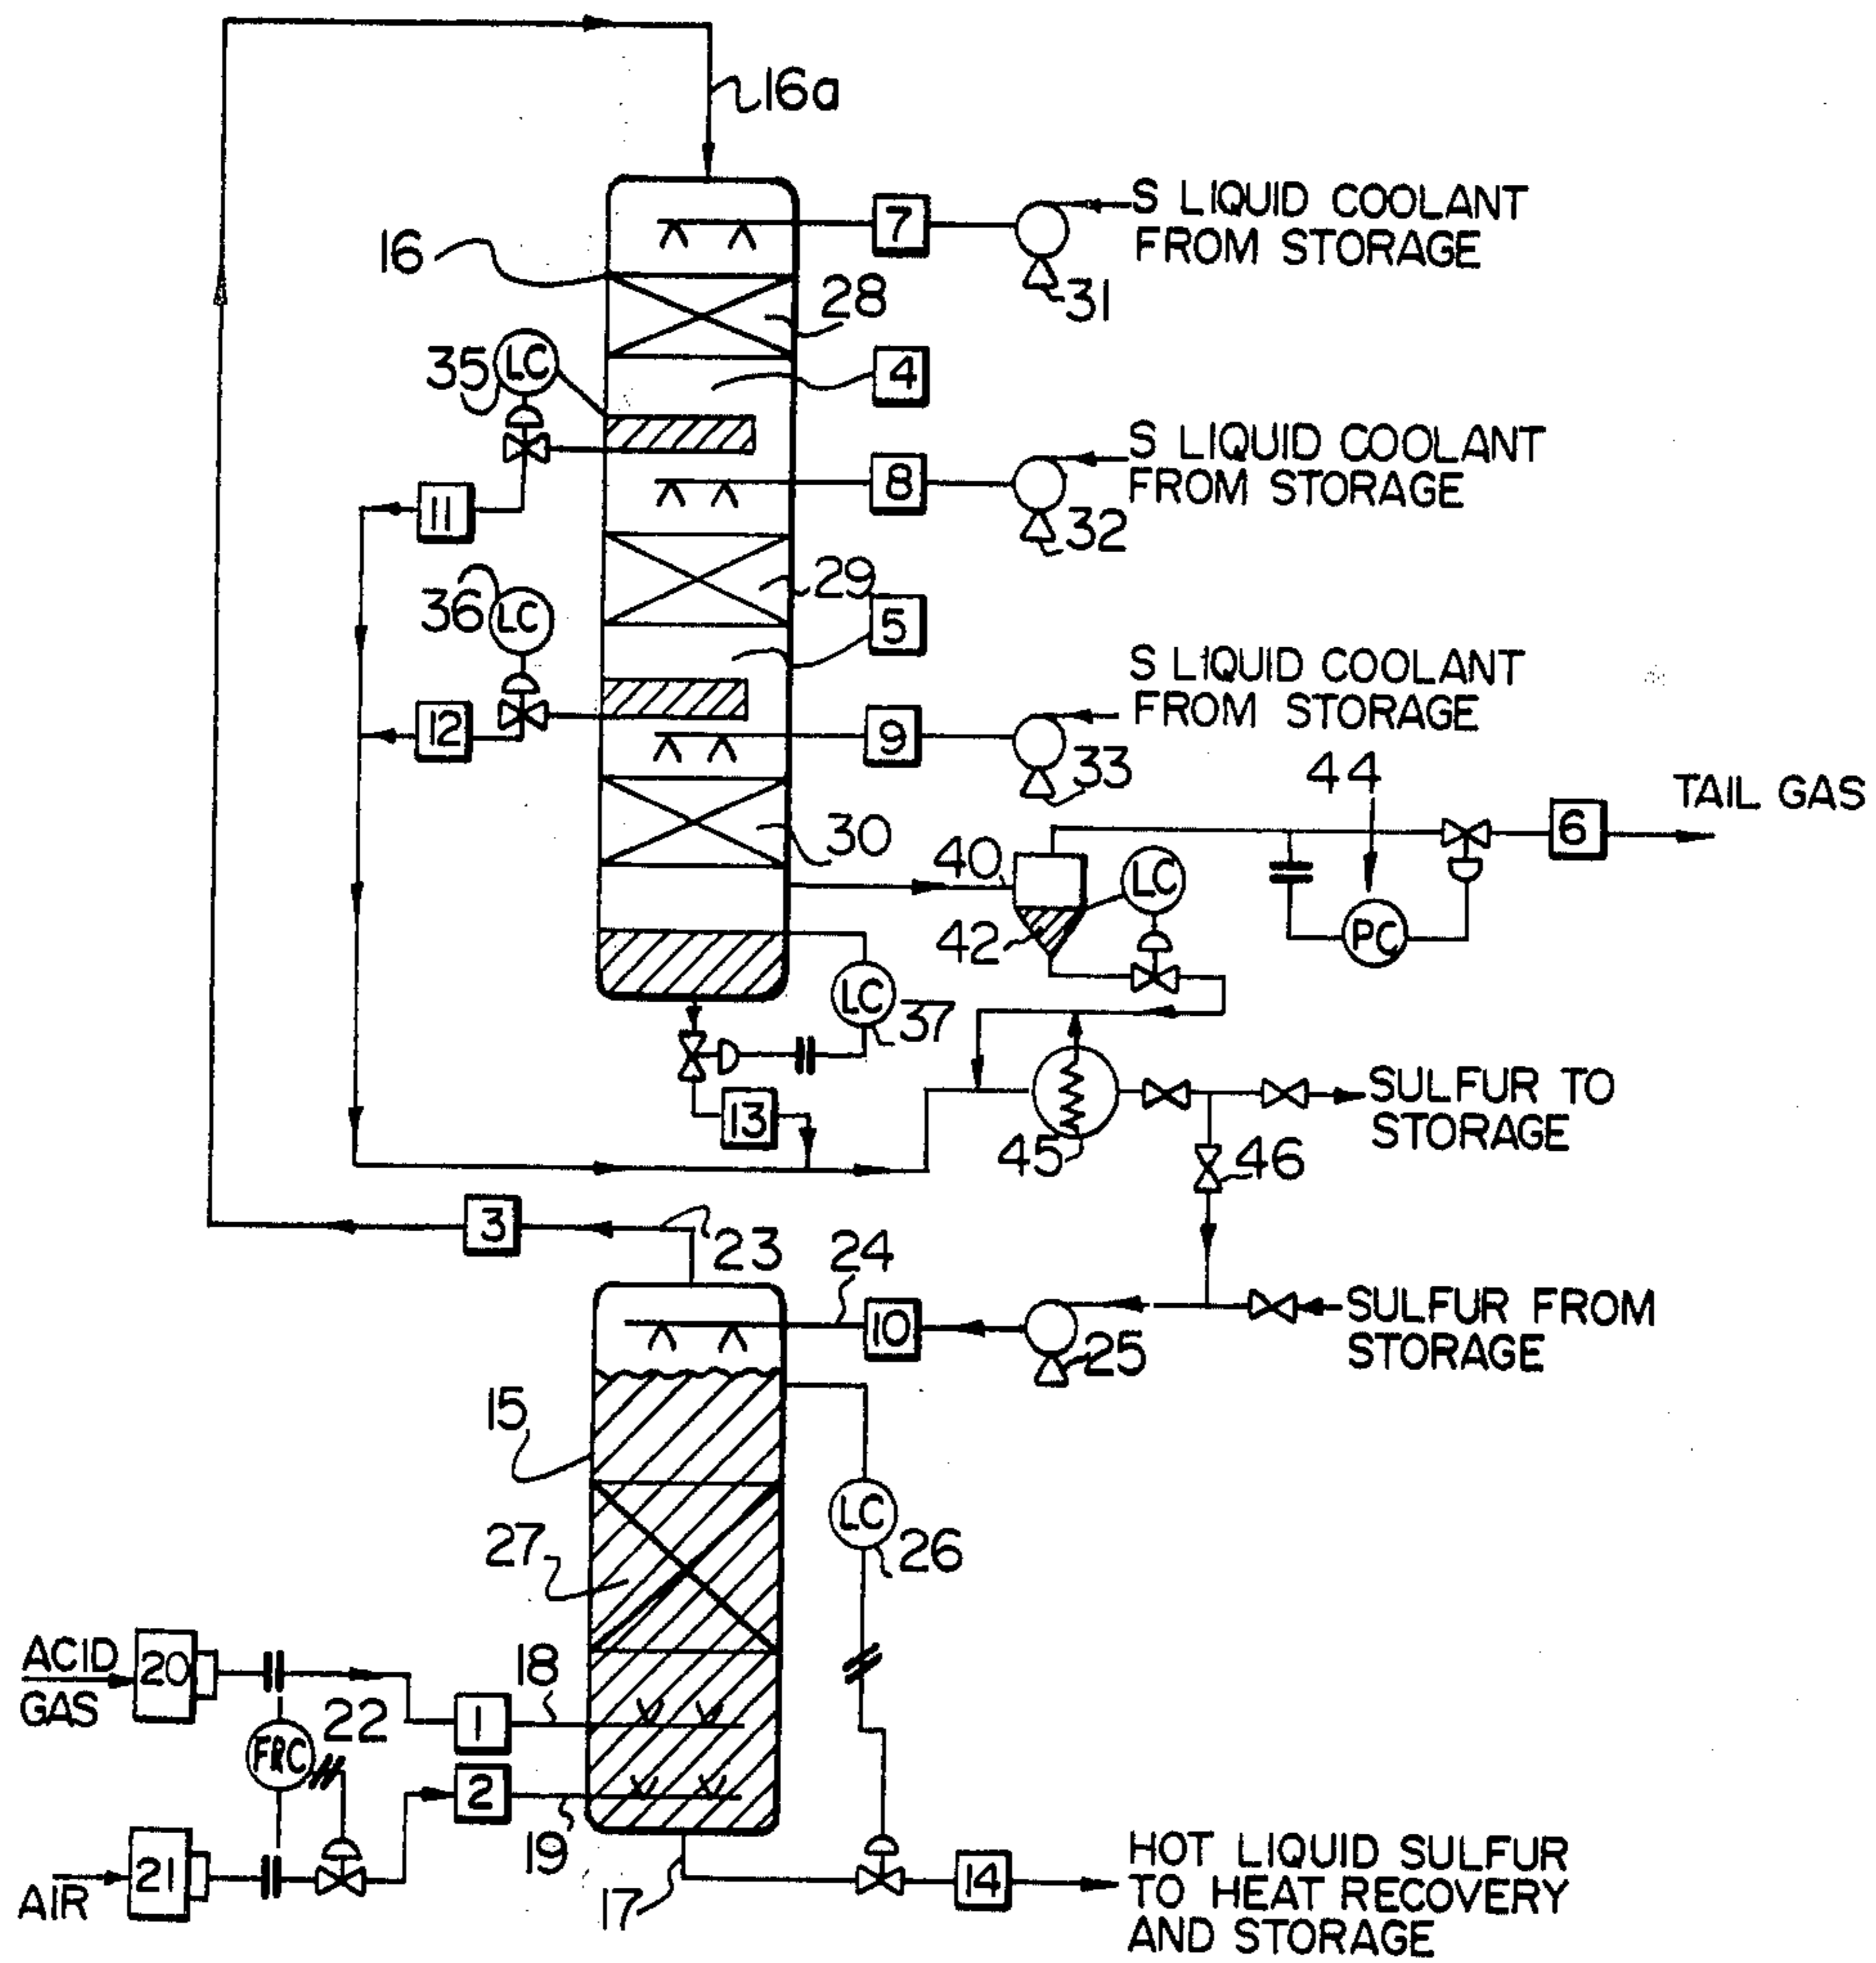 16a
S LIQUID COOLANT
FROM STORAGE
7
31
16
28
LC
35
4
S LIQUID COOLANT
FROM STORAGE
8
32
11
29
LC
36
5
S LIQUID COOLANT
FROM STORAGE
12
9
33
44
TAIL GAS
30
40
LC
6
42
PC
LC
37
13
45
SULFUR TO
STORAGE
46
3
23
24
10
25
SULFUR FROM
STORAGE
15
LC
26
27
ACID
GAS
20
18
22
1
FRC
2
19
AIR
21
17
14
HOT LIQUID SULFUR
TO HEAT RECOVERY
AND STORAGE